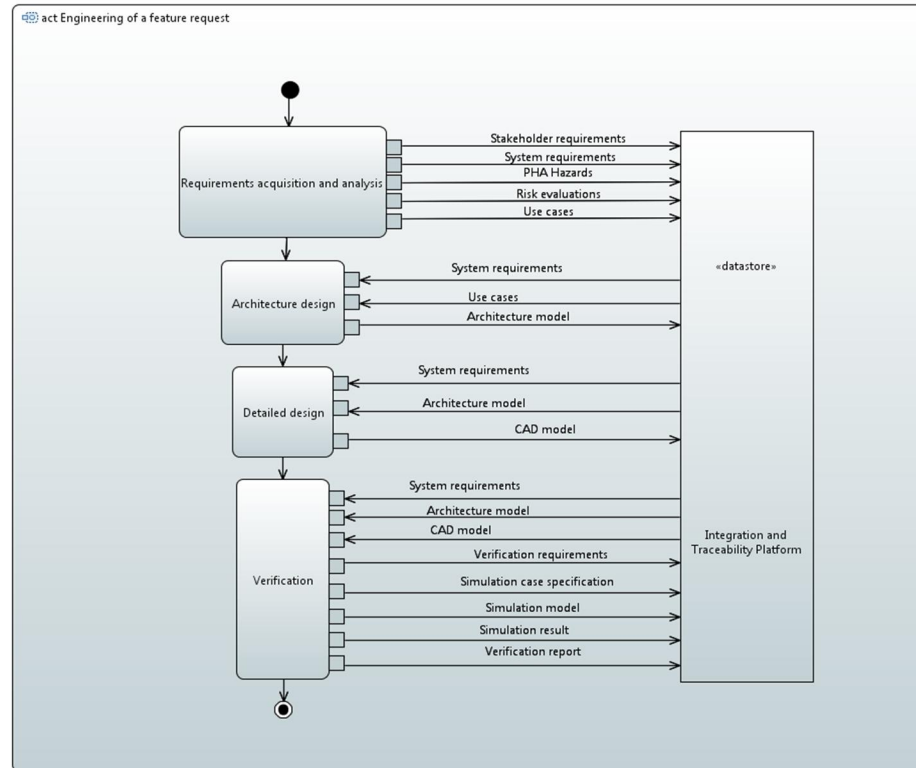 act Engineering of a feature request
Stakeholder requirements
System requirements
PHA Hazards
Requirements acquisition and analysis
Risk evaluations
Use cases
«datastore»
System requirements
Use cases
Architecture design
Architecture model
System requirements
Architecture model
Detailed design
CAD model
System requirements
Architecture model
CAD model
Integration and
Traceability Platform
Verification requirements
Verification
Simulation case specification
Simulation model
Simulation result
Verification report